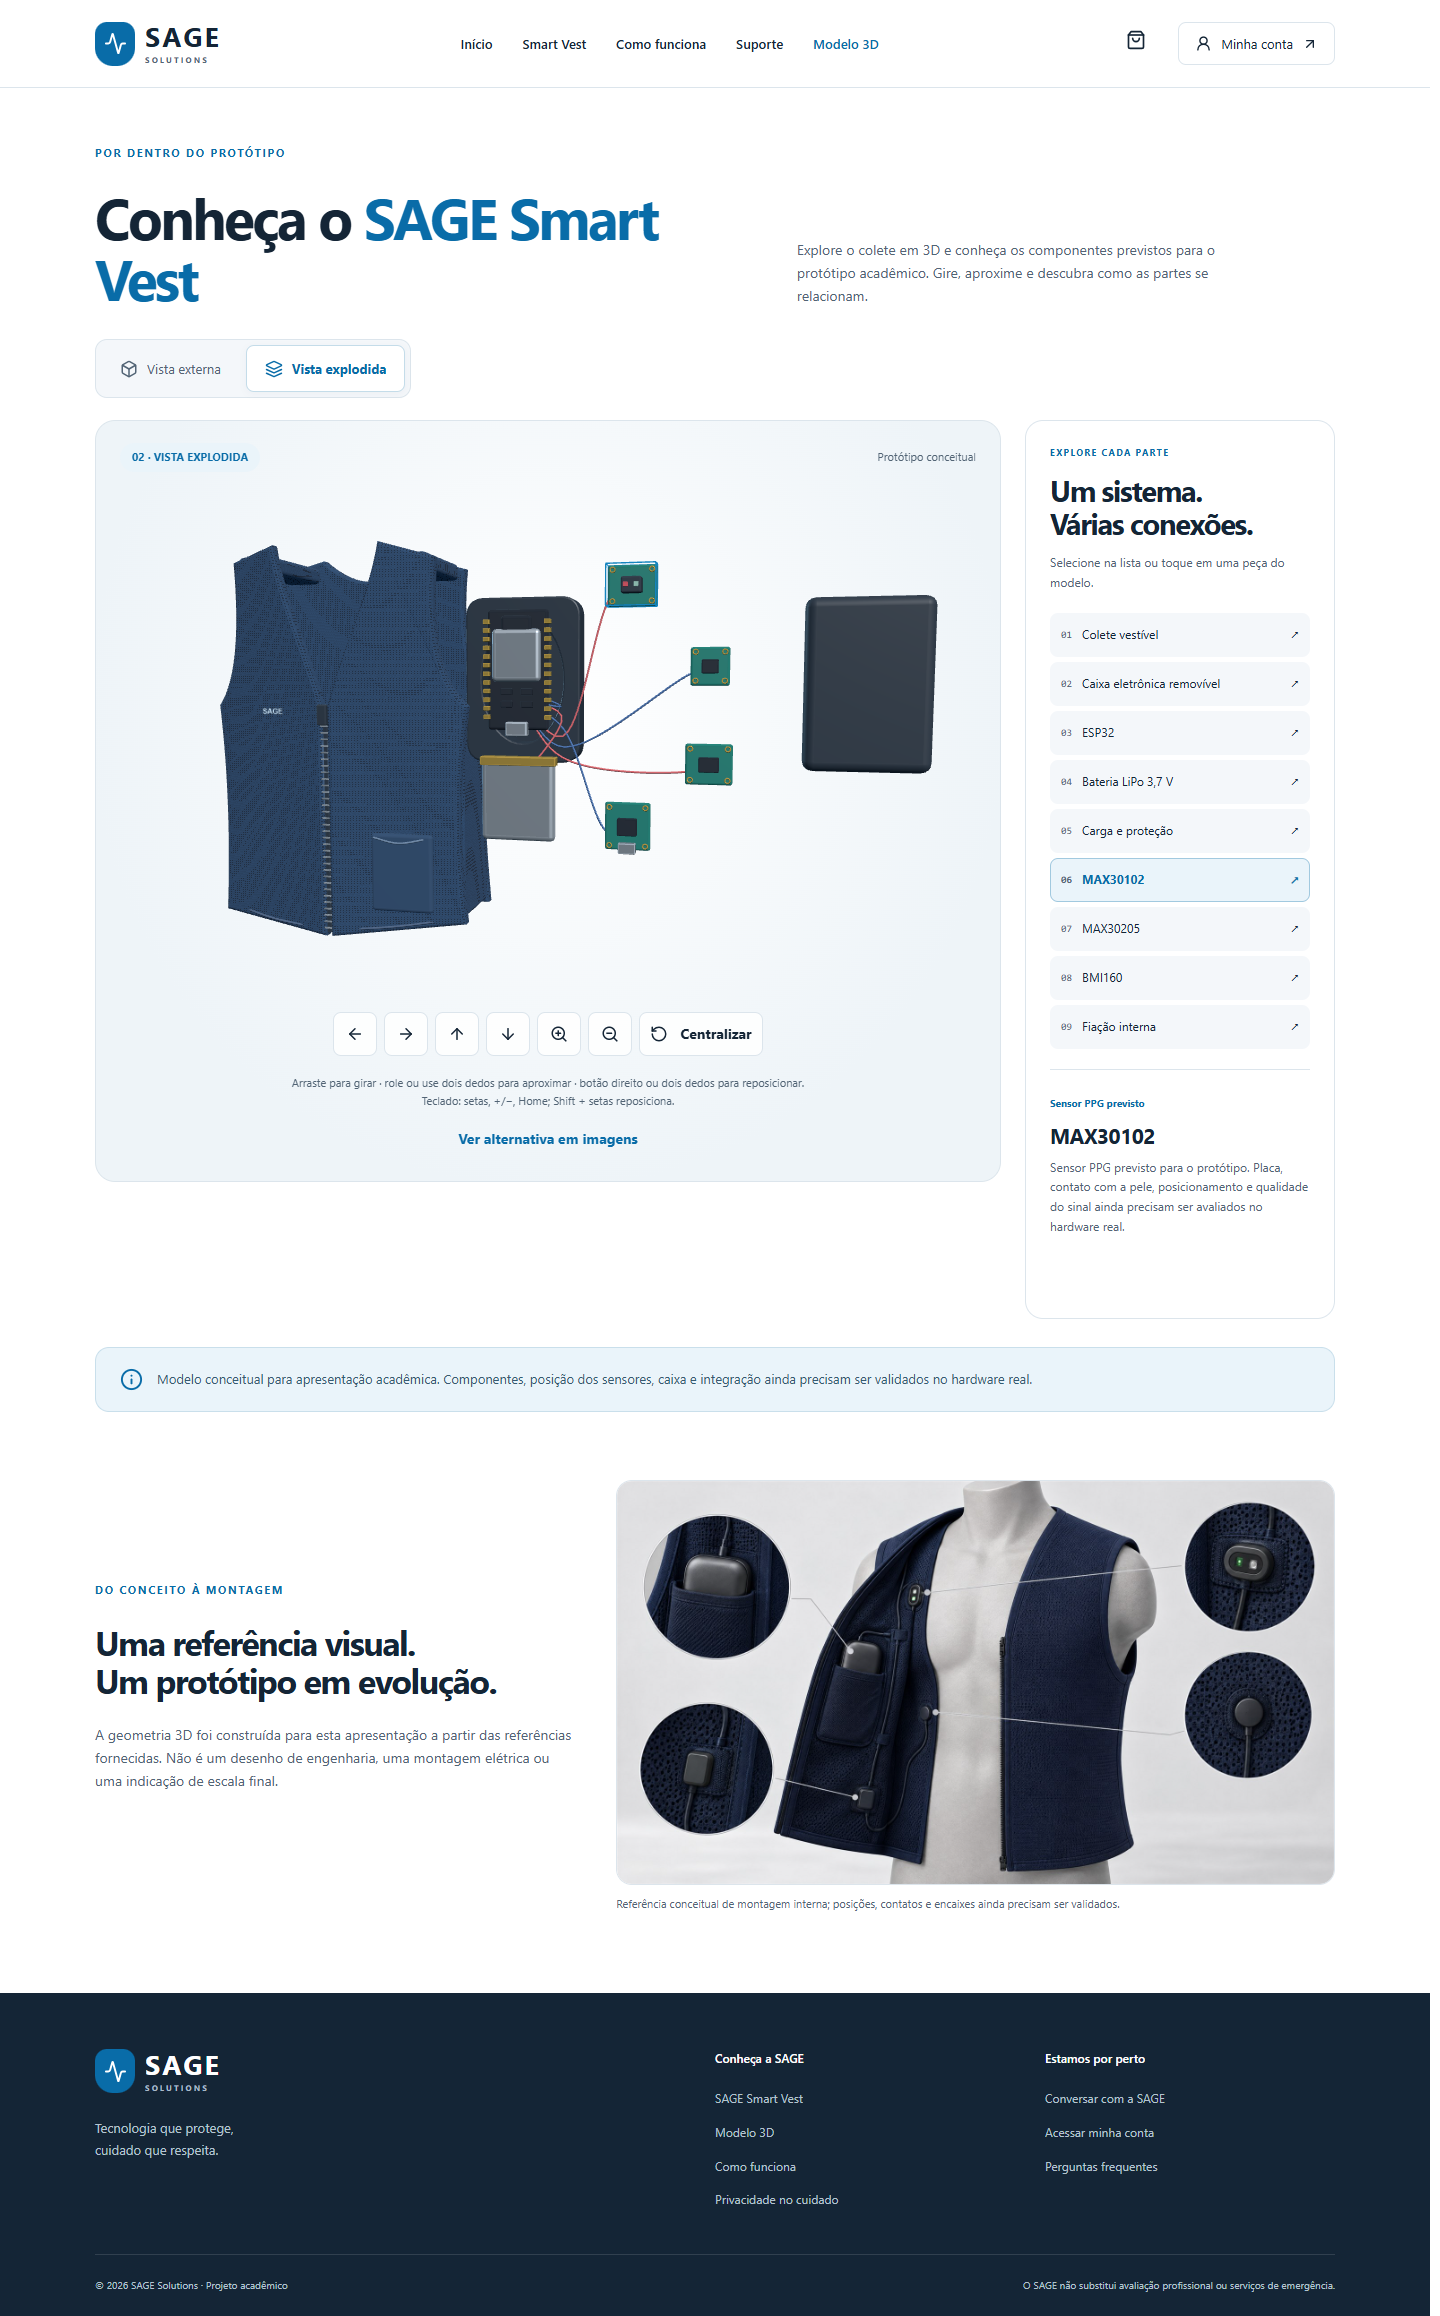 SAGE
SOLUTIONS
Início
Smart Vest
Como funciona
Suporte
Modelo 3D
Minha conta
POR DENTRO DO PROTÓTIPO
Conheça o SAGE Smart
Vest
Explore o colete em 3D e conheça os componentes previstos para o
protótipo acadêmico. Gire, aproxime e descubra como as partes se
relacionam.
Vista externa
Vista explodida
02 · VISTA EXPLODIDA
Protótipo conceitual
SAGE
Centralizar
Arraste para girar · role ou use dois dedos para aproximar · botão direito ou dois dedos para reposicionar.
Teclado: setas, +/−, Home; Shift + setas reposiciona.
Ver alternativa em imagens
EXPLORE CADA PARTE
Um sistema.
Várias conexões.
Selecione na lista ou toque em uma peça do
modelo.
01 Colete vestível ↗
02 Caixa eletrônica removível ↗
03 ESP32 ↗
04 Bateria LiPo 3,7 V ↗
05 Carga e proteção ↗
06 MAX30102 ↗
07 MAX30205 ↗
08 BMI160 ↗
09 Fiação interna ↗
Sensor PPG previsto
MAX30102
Sensor PPG previsto para o protótipo. Placa,
contato com a pele, posicionamento e qualidade
do sinal ainda precisam ser avaliados no
hardware real.
Modelo conceitual para apresentação acadêmica. Componentes, posição dos sensores, caixa e integração ainda precisam ser validados no hardware real.
DO CONCEITO À MONTAGEM
Uma referência visual.
Um protótipo em evolução.
A geometria 3D foi construída para esta apresentação a partir das referências
fornecidas. Não é um desenho de engenharia, uma montagem elétrica ou
uma indicação de escala final.
Referência conceitual de montagem interna; posições, contatos e encaixes ainda precisam ser validados.
SAGE
SOLUTIONS
Tecnologia que protege,
cuidado que respeita.
Conheça a SAGE
SAGE Smart Vest
Modelo 3D
Como funciona
Privacidade no cuidado
Estamos por perto
Conversar com a SAGE
Acessar minha conta
Perguntas frequentes
© 2026 SAGE Solutions · Projeto acadêmico
O SAGE não substitui avaliação profissional ou serviços de emergência.